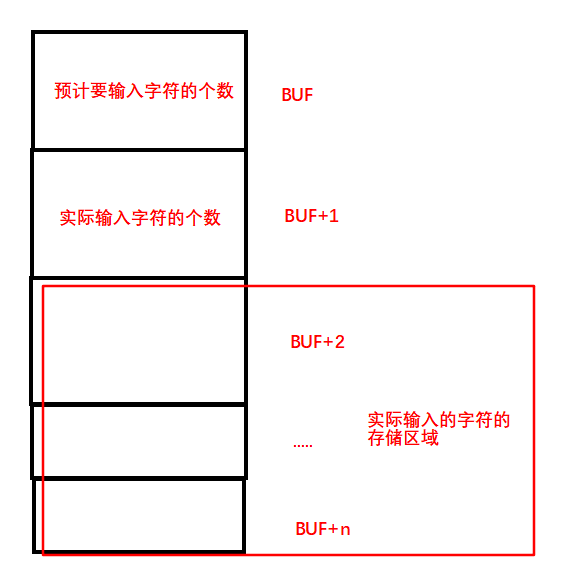 预计要输入字符的个数
BUF
实际输入字符的个数
BUF+1
BUF+2
实际输入的字符的
存储区域
.....
BUF+n